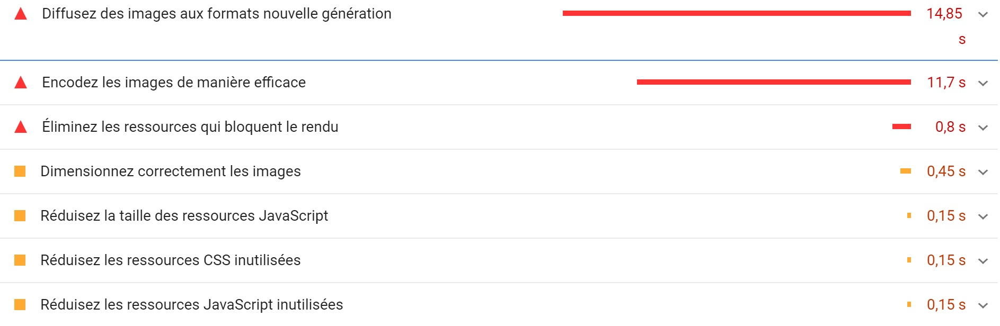 Diffusez des images aux formats nouvelle génération 14,85
s
Encodez les images de manière efficace 11,7 s
Éliminez les ressources qui bloquent le rendu 0,8 s
Dimensionnez correctement les images 0,45 s
Réduisez la taille des ressources JavaScript 0,15 s
Réduisez les ressources CSS inutilisées 0,15 s
Réduisez les ressources JavaScript inutilisées 0,15 s